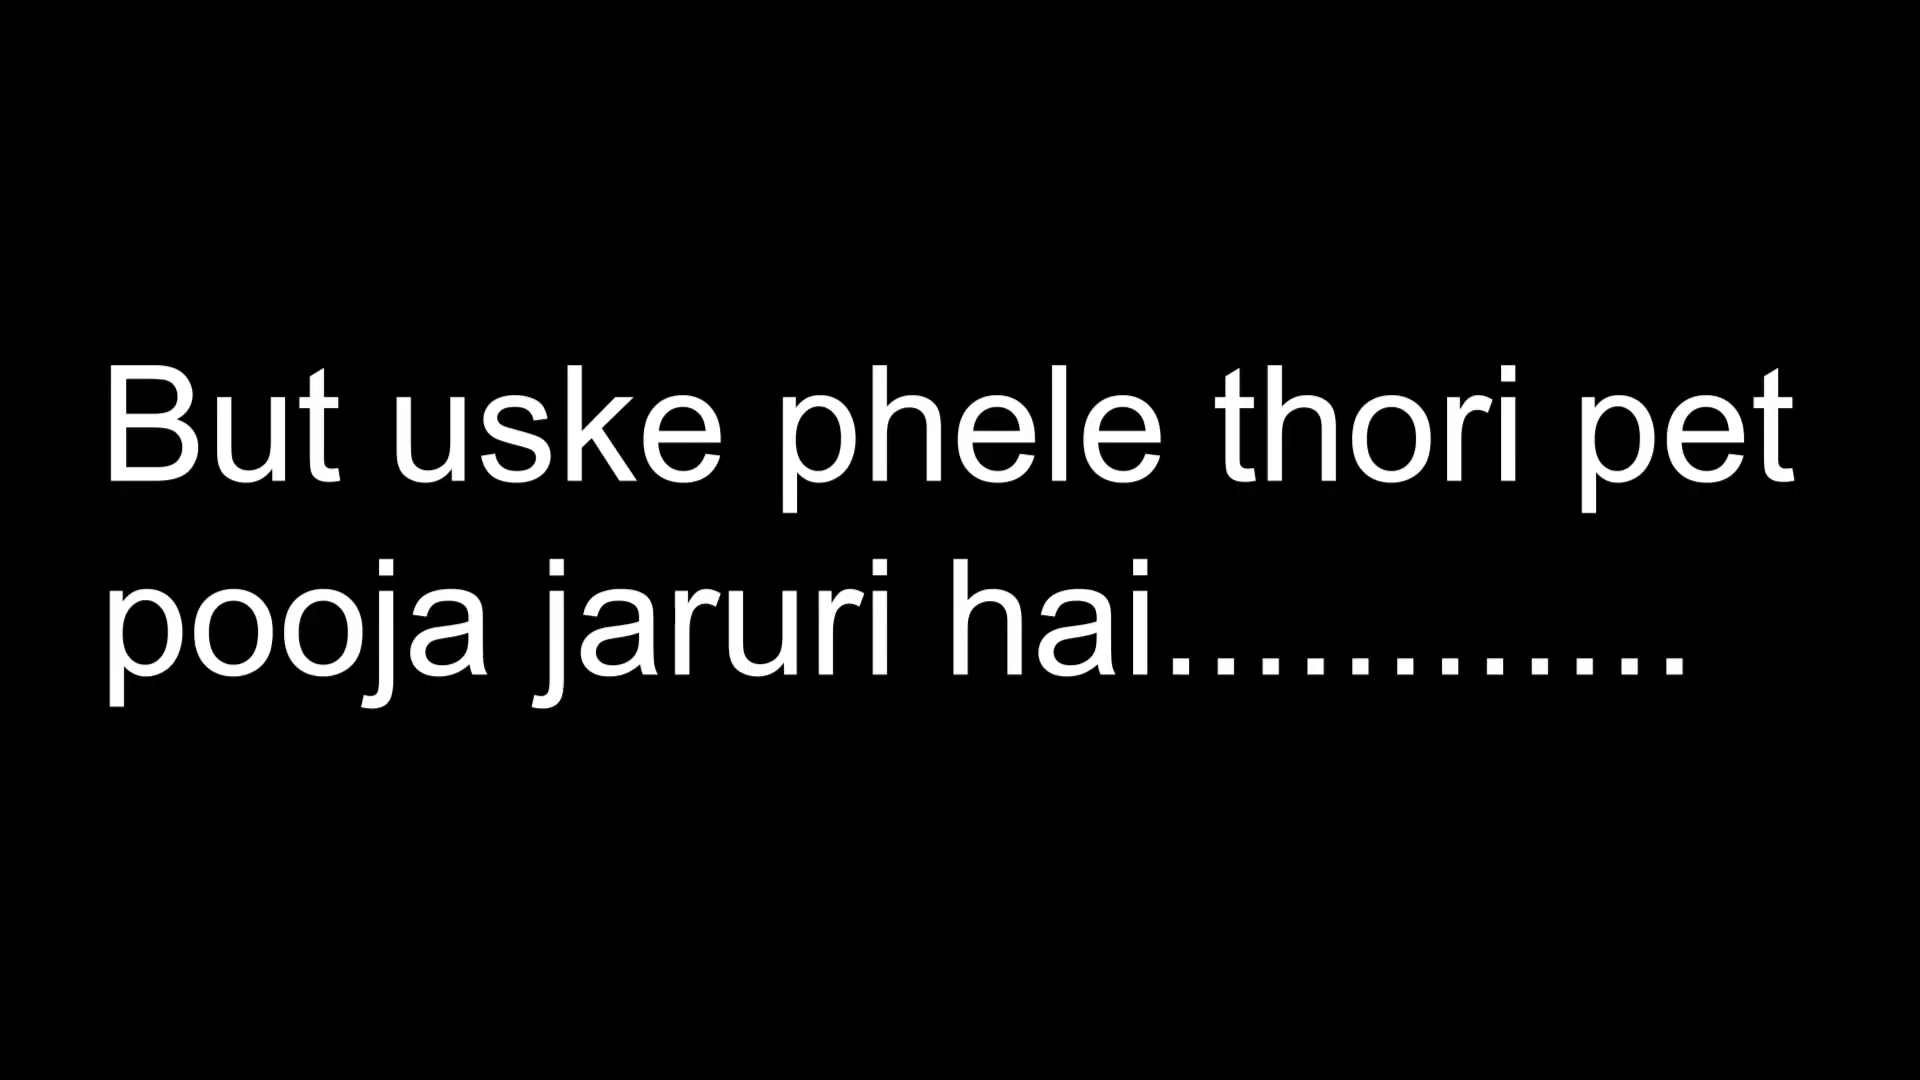 But uske phele thori pet
pooja jaruri hai............